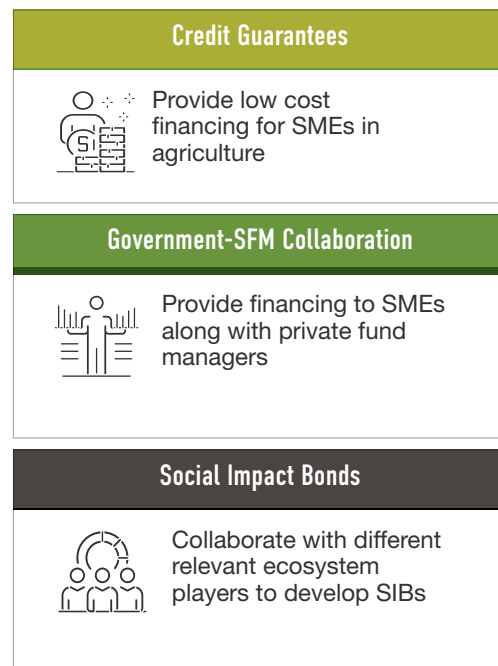 Credit Guarantees
Provide low cost
financing for SMEs in
agriculture
Government-SFM Collaboration
Provide financing to SMEs
along with private fund
managers
Social Impact Bonds
Collaborate with different
relevant ecosystem
players to develop SIBs